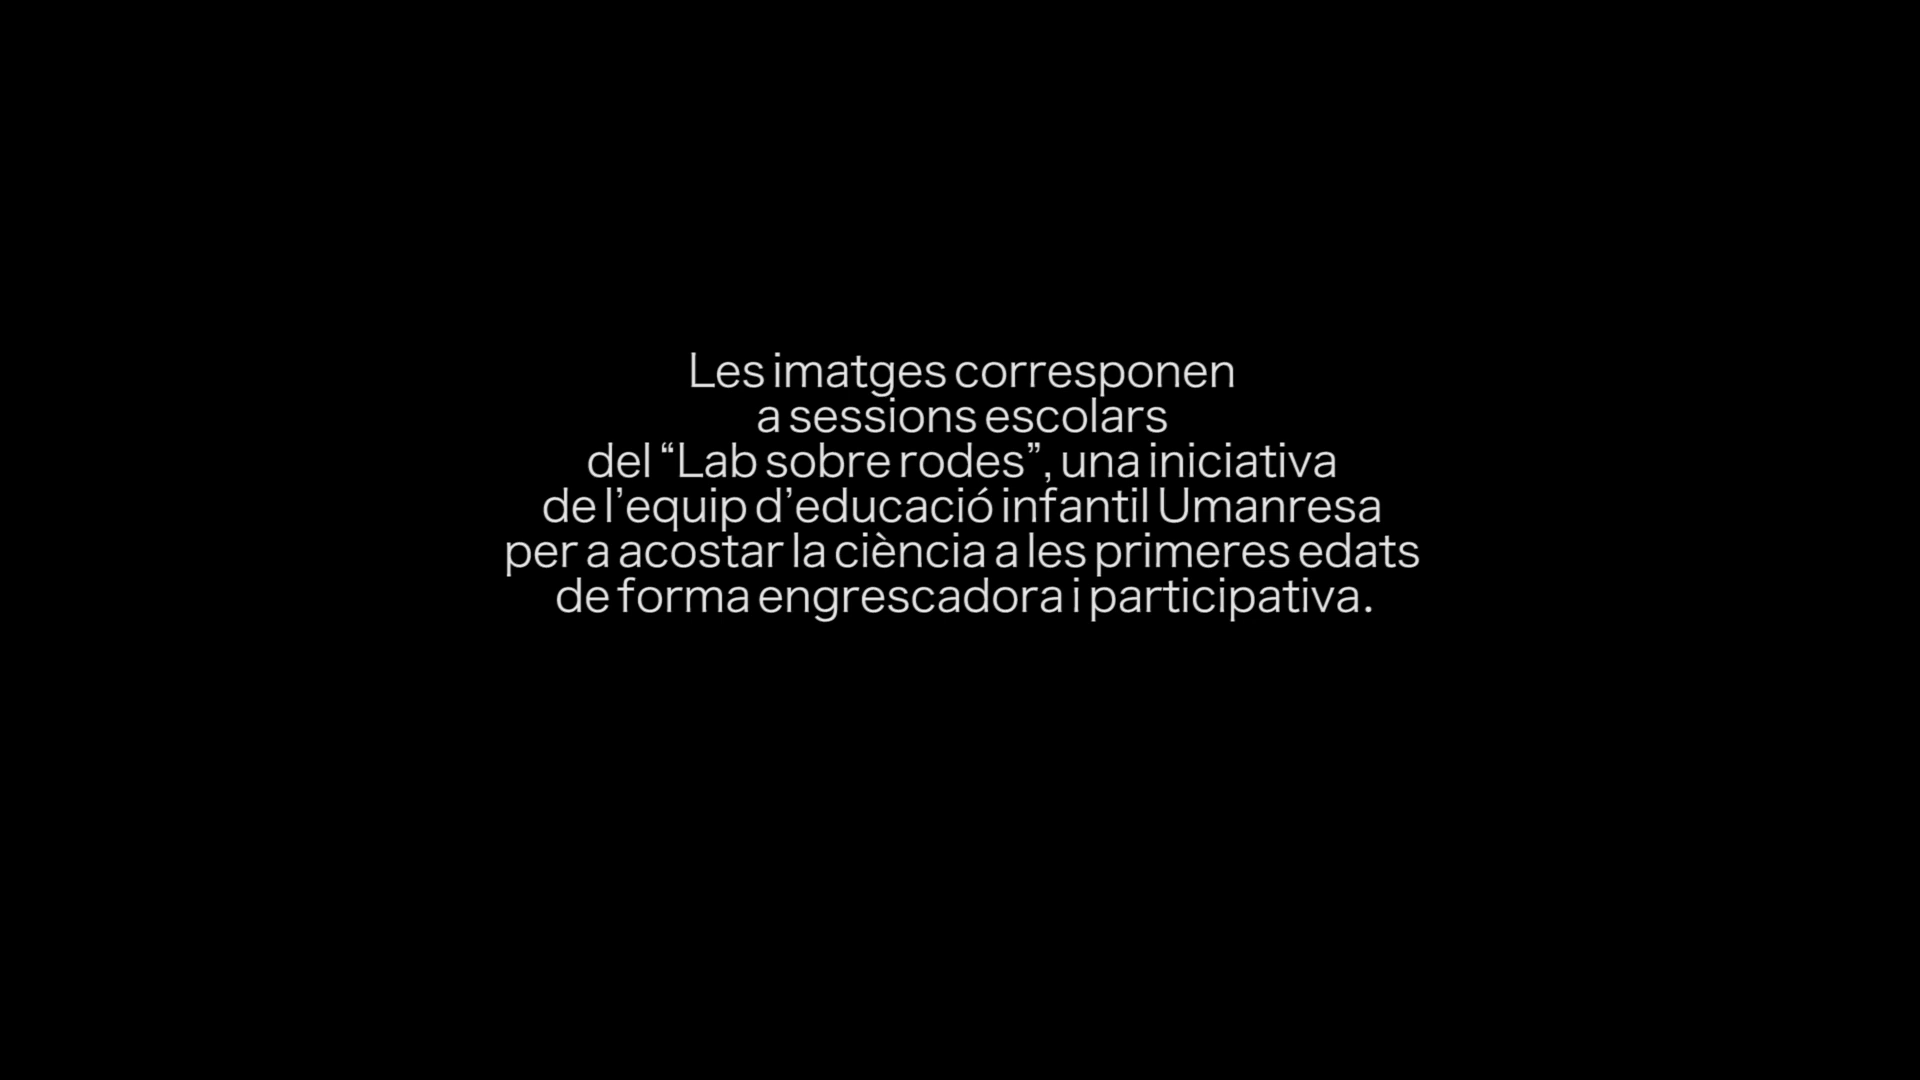 Les imatges corresponen
a sessions escolars
del “Lab sobre rodes”, una iniciativa
de l’equip d’educació infantil Umanresa
per a acostar la ciència a les primeres edats
de forma engrescadora i participativa.